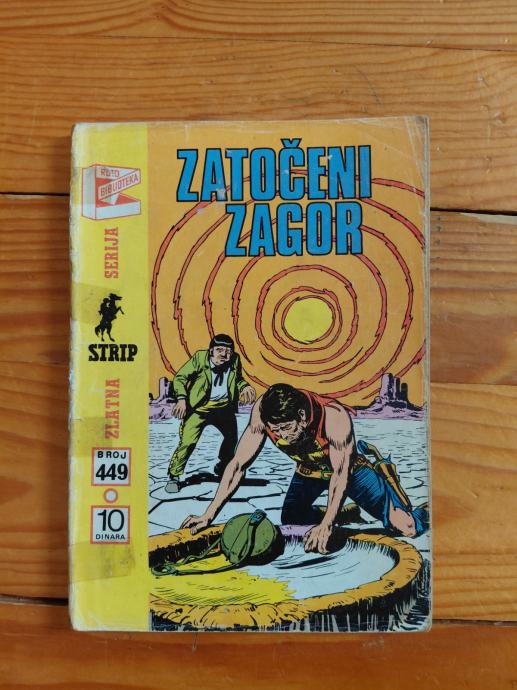 ROTO
BIBLIOTEKA
ZATOČENI
ZAGOR
ZLATNA SERIJA
STRIP
BROJ
449
10
DINARA